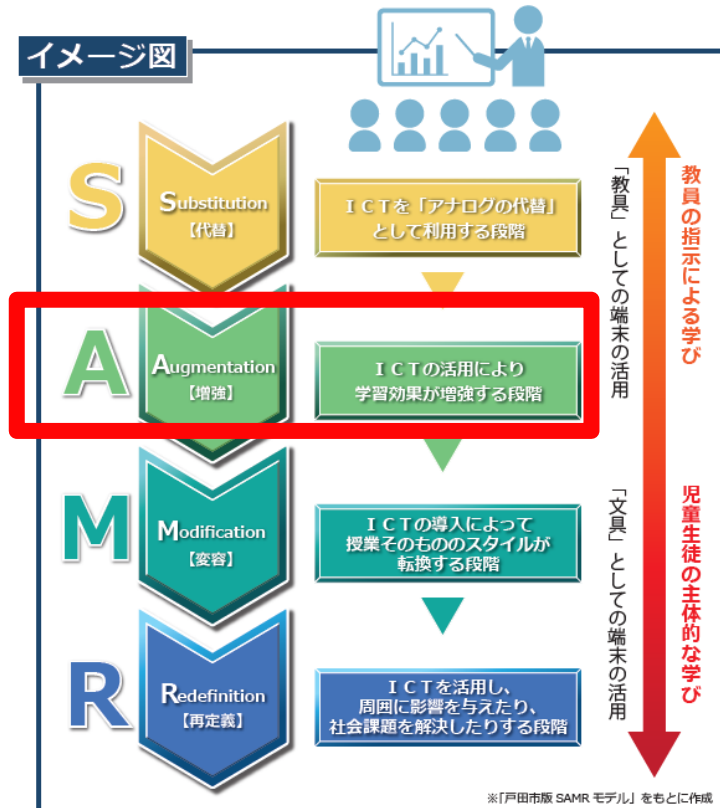 イメージ図
S
Substitution
【代替】
ICTを「アナログの代替」
として利用する段階
A
Augmentation
【増強】
ICTの活用により
学習効果が増強する段階
M
Modification
【変容】
ICTの導入によって
授業そのもののスタイルが
転換する段階
R
Redefinition
【再定義】
ICTを活用し、
周囲に影響を与えたり、
社会課題を解決したりする段階
「教具」としての端末の活用
教員の指示による学び
「文具」としての端末の活用
児童生徒の主体的な学び
※「戸田市版 SAMR モデル」をもとに作成